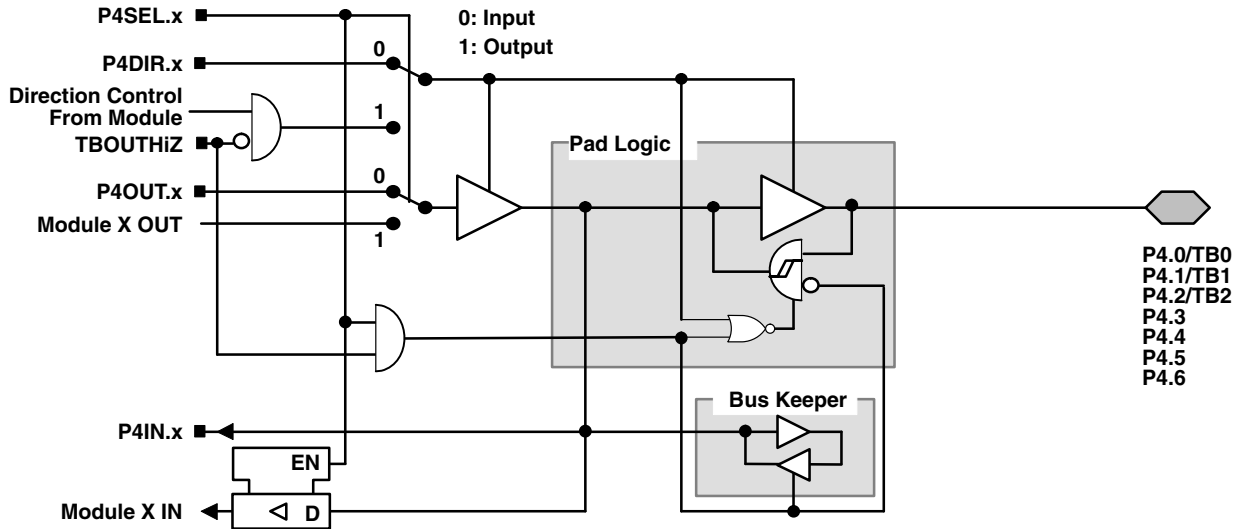 P4SEL.x
0: Input
1: Output
0
P4DIR.x
Direction Control
From Module
1
TBOUTHiZ
Pad Logic
0
P4OUT.x
Module X OUT
1
P4.0/TB0
P4.1/TB1
P4.2/TB2
P4.3
P4.4
P4.5
P4.6
Bus Keeper
P4IN.x
EN
Module X IN
D